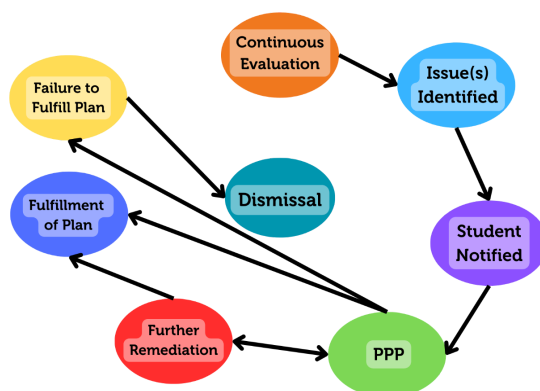 Continuous
Evaluation
Issue(s)
Identified
Failure to
Fulfill Plan
Dismissal
Fulfillment
of Plan
Student
Notified
Further
Remediation
PPP